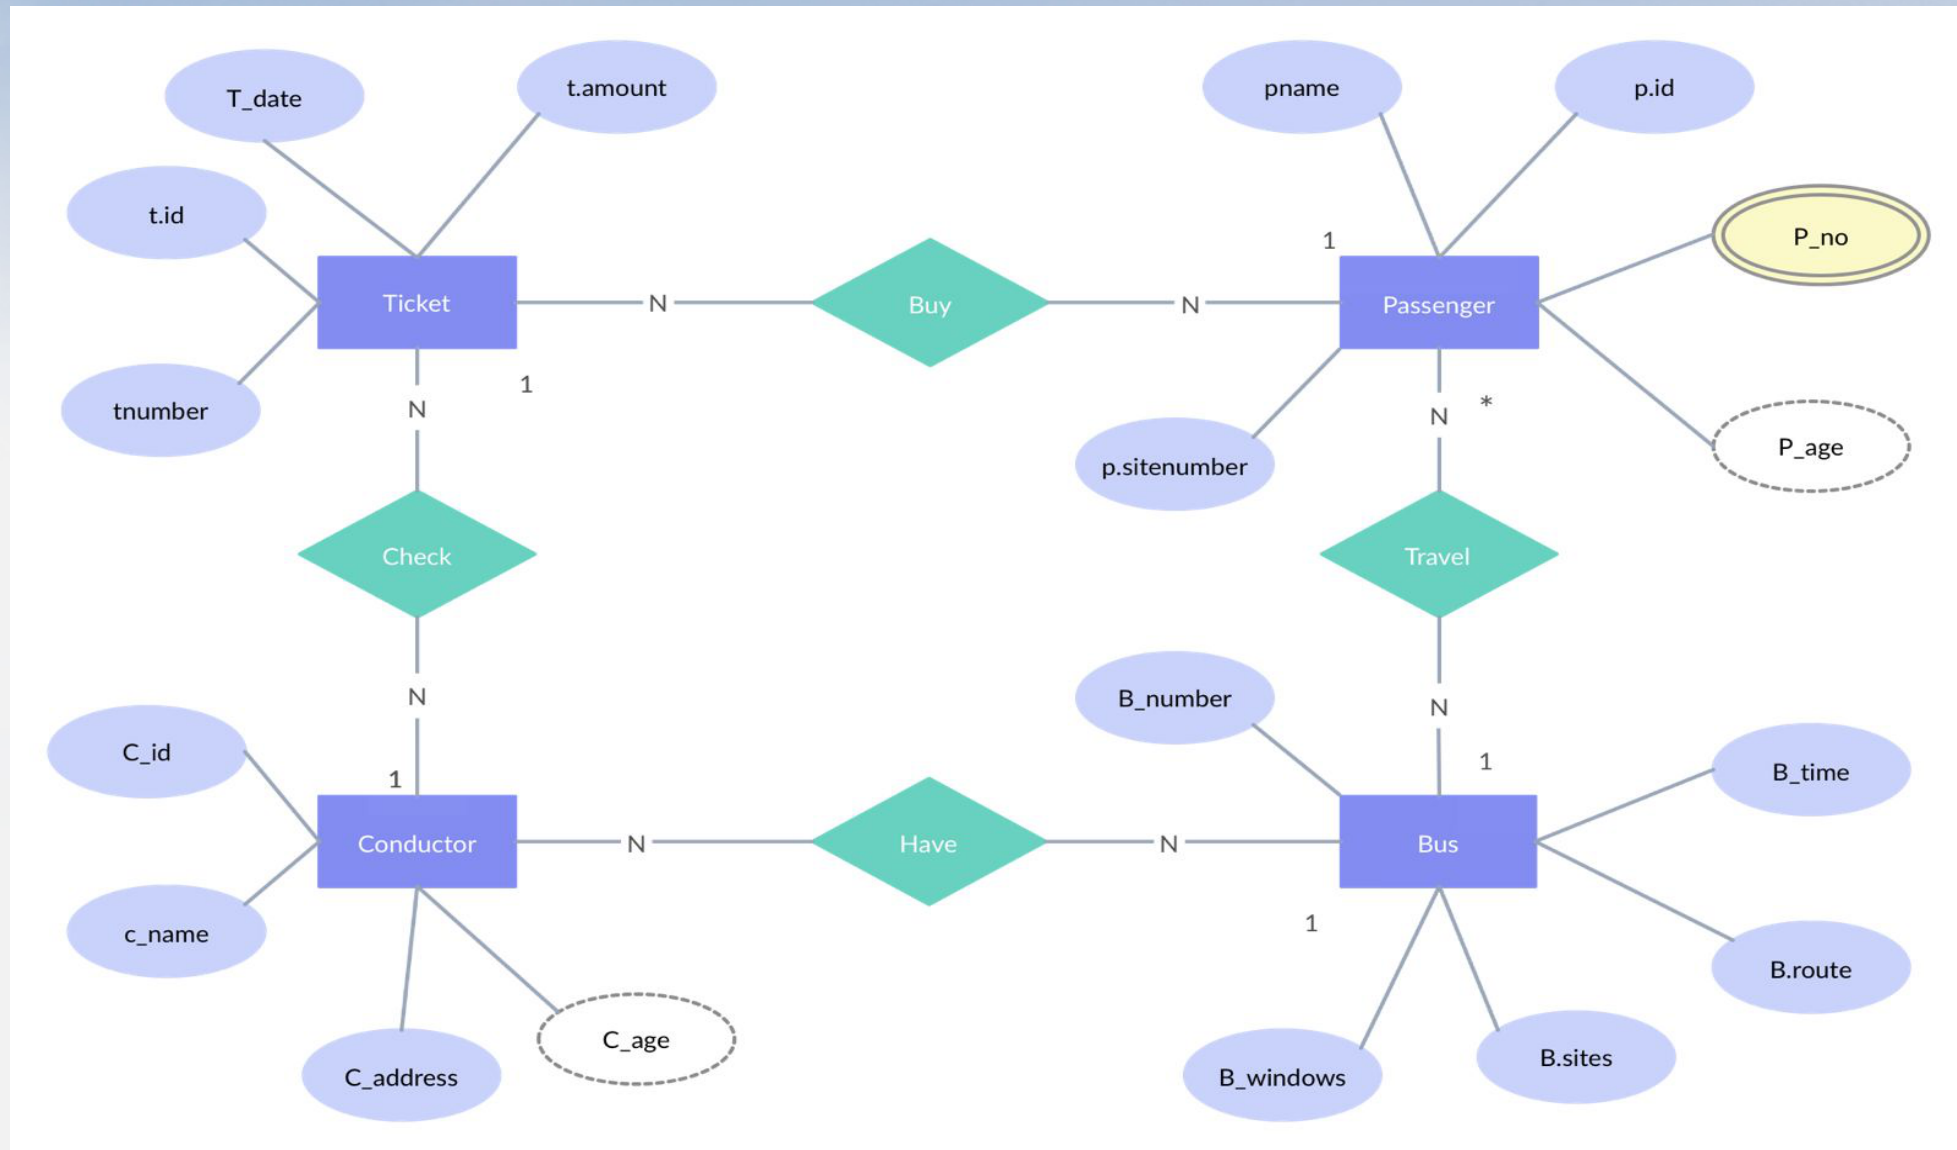 T_date
t.amount
pname
p.id
t.id
P_no
1
Ticket
N
Buy
N
Passenger
1
N
N
*
tnumber
p.sitenumber
P_age
Check
Travel
N
B_number
N
C_id
1
1
B_time
Conductor
N
Have
N
Bus
c_name
1
B.route
C_age
C_address
B_windows
B.sites